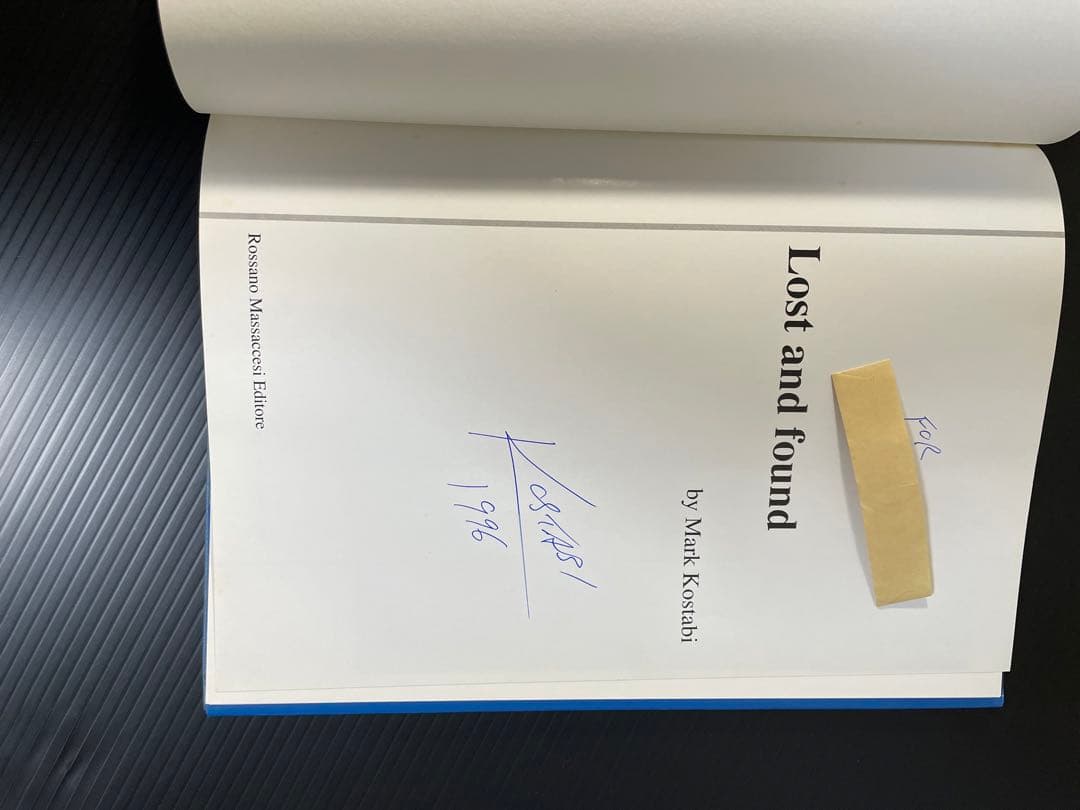 FOR
Lost and found
by Mark Kostabi
KOSTABI
1996
Rossano Massaccesi Editore